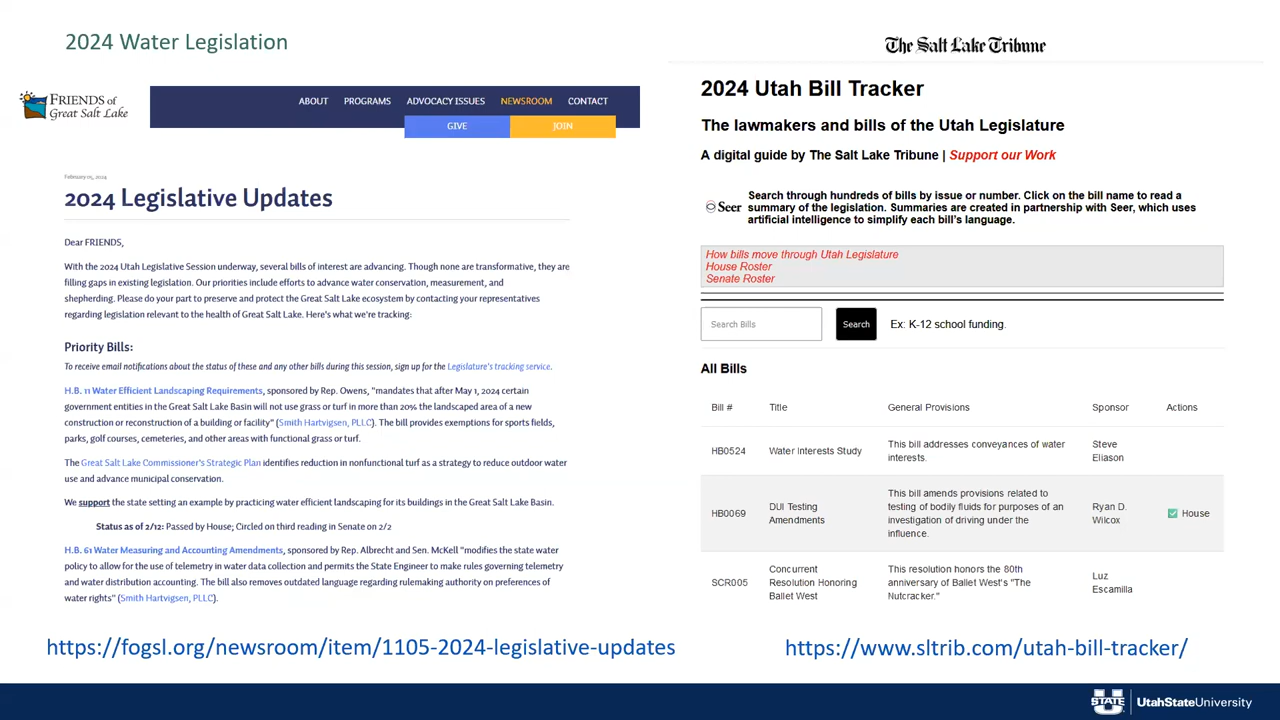 2024 Water Legislation
FRIENDS of
Great Salt Lake
ABOUT PROGRAMS ADVOCACY ISSUES NEWSROOM CONTACT
GIVE JOIN
February 05, 2024
2024 Legislative Updates
Dear FRIENDS,
With the 2024 Utah Legislative Session underway, several bills of interest are advancing. Though none are transformative, they are
filling gaps in existing legislation. Our priorities include efforts to advance water conservation, measurement, and
shepherding. Please do your part to preserve and protect the Great Salt Lake ecosystem by contacting your representatives
regarding legislation relevant to the health of Great Salt Lake. Here's what we're tracking:
Priority Bills:
To receive email notifications about the status of these and any other bills during this session, sign up for the Legislature's tracking service.
H.B. 11 Water Efficient Landscaping Requirements, sponsored by Rep. Owens, "mandates that after May 1, 2024 certain
government entities in the Great Salt Lake Basin will not use grass or turf in more than 20% the landscaped area of a new
construction or reconstruction of a building or facility" (Smith Hartvigsen, PLLC). The bill provides exemptions for sports fields,
parks, golf courses, cemeteries, and other areas with functional grass or turf.
The Great Salt Lake Commissioner's Strategic Plan identifies reduction in nonfunctional turf as a strategy to reduce outdoor water
use and advance municipal conservation.
We support the state setting an example by practicing water efficient landscaping for its buildings in the Great Salt Lake Basin.
Status as of 2/12: Passed by House; Circled on third reading in Senate on 2/2
H.B. 61 Water Measuring and Accounting Amendments, sponsored by Rep. Albrecht and Sen. McKell "modifies the state water
policy to allow for the use of telemetry in water data collection and permits the State Engineer to make rules governing telemetry
and water distribution accounting. The bill also removes outdated language regarding rulemaking authority on preferences of
water rights" (Smith Hartvigsen, PLLC).
https://fogsl.org/newsroom/item/1105-2024-legislative-updates
The Salt Lake Tribune
2024 Utah Bill Tracker
The lawmakers and bills of the Utah Legislature
A digital guide by The Salt Lake Tribune | Support our Work
Seer
Search through hundreds of bills by issue or number. Click on the bill name to read a
summary of the legislation. Summaries are created in partnership with Seer, which uses
artificial intelligence to simplify each bill's language.
How bills move through Utah Legislature
House Roster
Senate Roster
Search Bills Search Ex: K-12 school funding.
All Bills
Bill # Title General Provisions Sponsor Actions
HB0524 Water Interests Study This bill addresses conveyances of water
interests. Steve
Eliason
HB0069 DUI Testing
Amendments This bill amends provisions related to
testing of bodily fluids for purposes of an
investigation of driving under the
influence. Ryan D.
Wilcox House
SCR005 Concurrent
Resolution Honoring
Ballet West This resolution honors the 80th
anniversary of Ballet West's "The
Nutcracker." Luz
Escamilla
https://www.sltrib.com/utah-bill-tracker/
STATE UtahStateUniversity